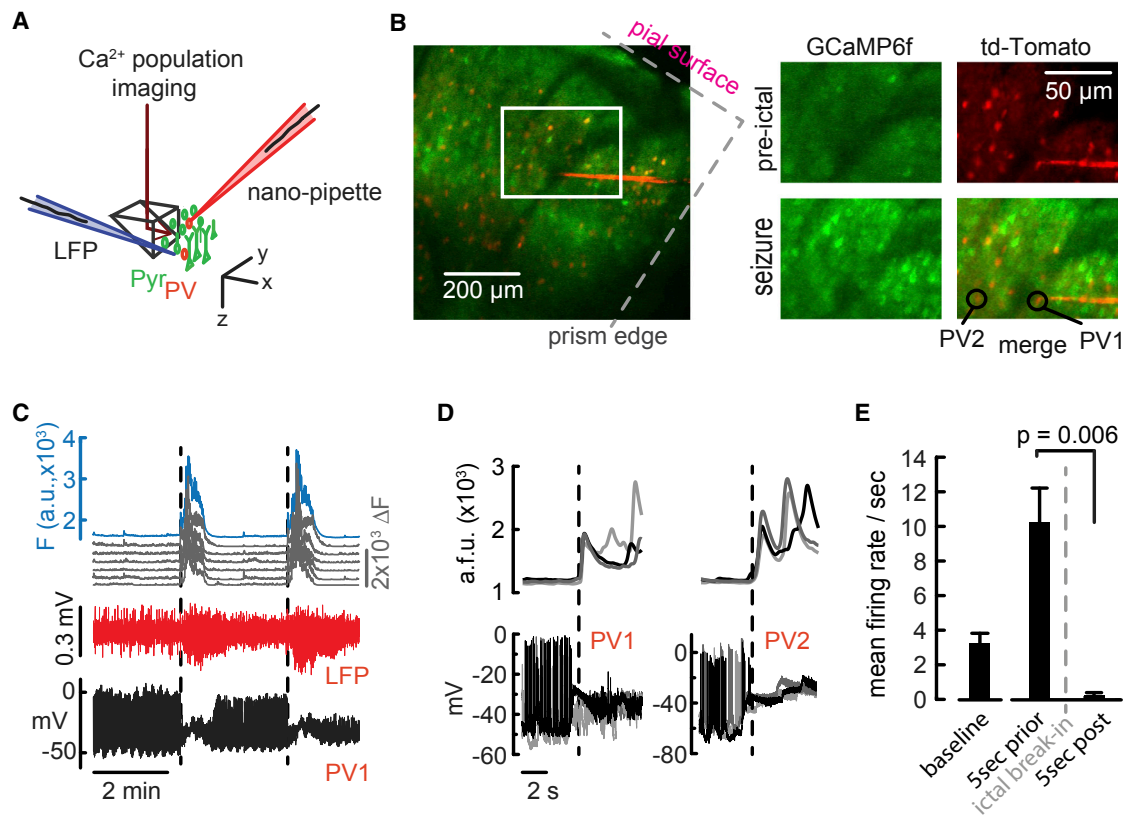 A
Ca²⁺ population
imaging
nano-pipette
LFP
Pyr
PV
y
x
z
B
pial surface
200 µm
prism edge
GCaMP6f
td-Tomato
pre-ictal
50 µm
seizure
PV2
merge
PV1
C
F (a.u.,x10³)
4
3
2
2x10³ ΔF
0.3 mV
LFP
0
mV
-50
PV1
2 min
D
a.f.u. (x10³)
3
2
1
PV1
PV2
0
-20
mV
-40
-60
0
-40
-80
2 s
E
p = 0.006
mean firing rate / sec
14
12
10
8
6
4
2
0
baseline
5sec prior
ictal break-in
5sec post